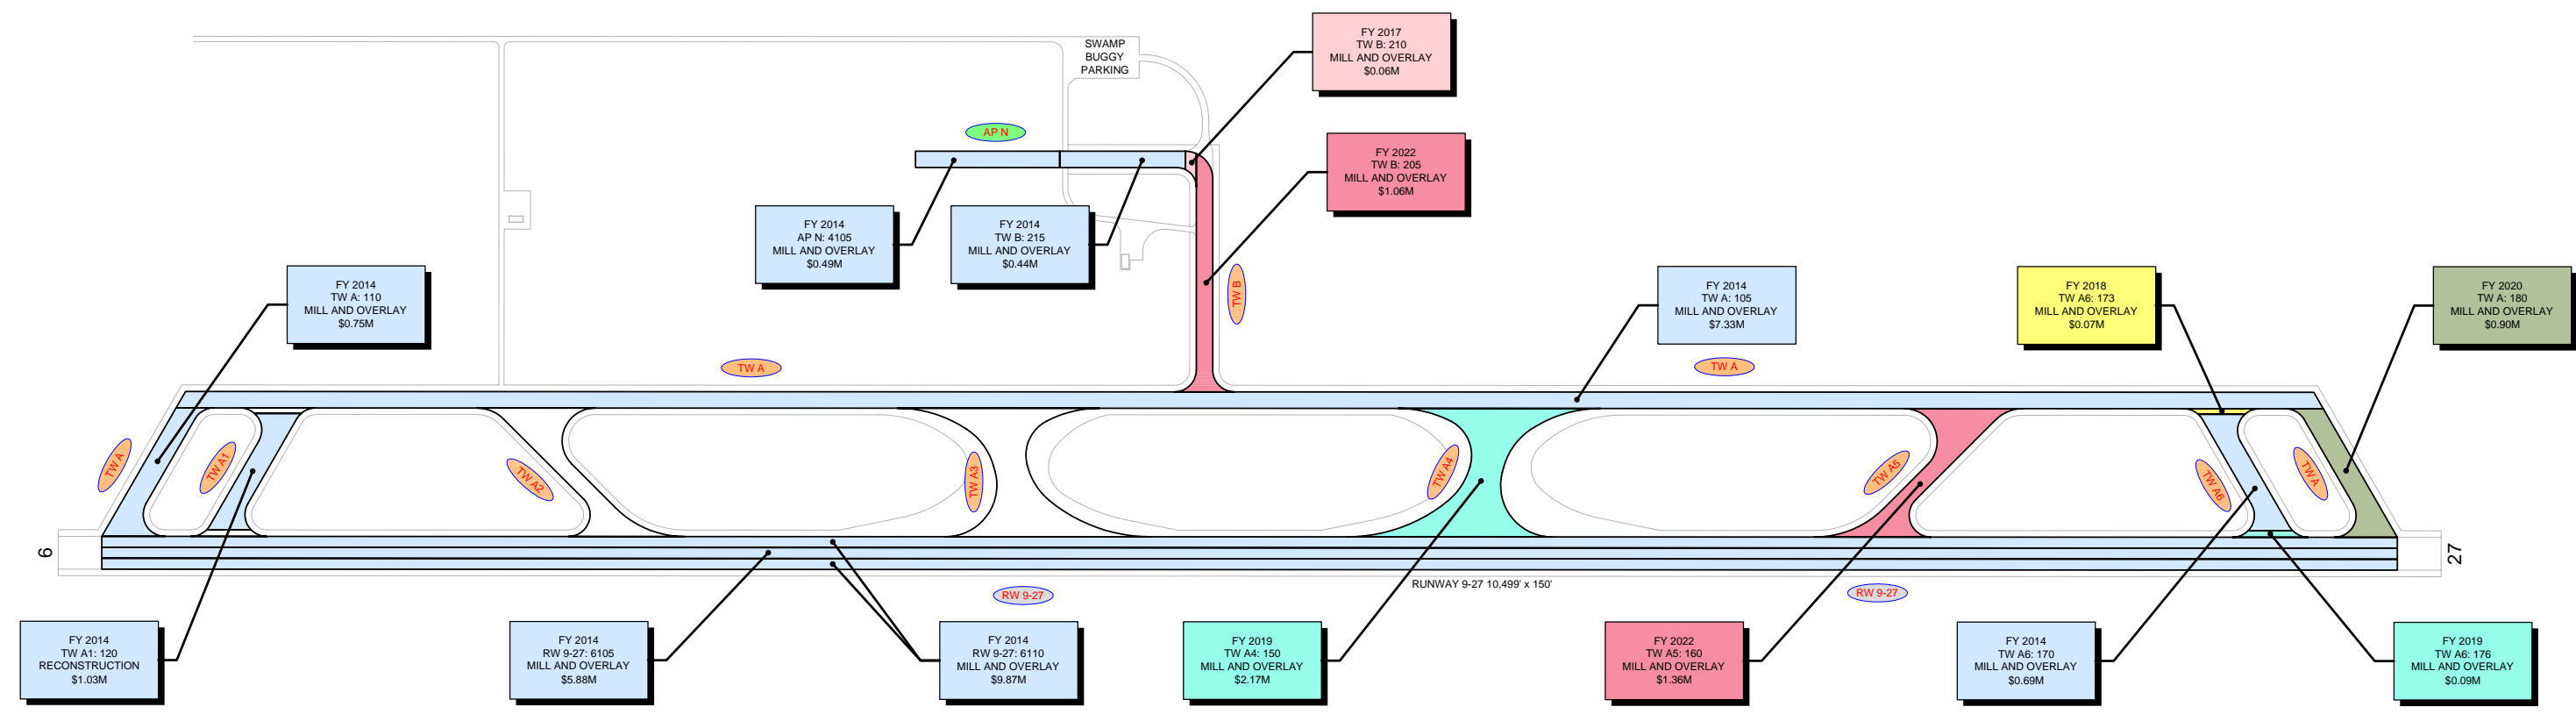 FY 2017
TW B: 210
MILL AND OVERLAY
$0.06M
SWAMP
BUGGY
PARKING
AP N
FY 2022
TW B: 205
MILL AND OVERLAY
$1.06M
FY 2014
AP N: 4105
MILL AND OVERLAY
$0.49M
FY 2014
TW B: 215
MILL AND OVERLAY
$0.44M
TW B
FY 2014
TW A: 110
MILL AND OVERLAY
$0.75M
FY 2014
TW A: 105
MILL AND OVERLAY
$7.33M
FY 2018
TW A6: 173
MILL AND OVERLAY
$0.07M
FY 2020
TW A: 180
MILL AND OVERLAY
$0.90M
TW A
TW A
TW A
TW A1
TW A2
TW A3
TW A4
TW A5
TW A6
TW A
9
27
RUNWAY 9-27 10,499' x 150'
RW 9-27
RW 9-27
FY 2014
TW A1: 120
RECONSTRUCTION
$1.03M
FY 2014
RW 9-27: 6105
MILL AND OVERLAY
$5.88M
FY 2014
RW 9-27: 6110
MILL AND OVERLAY
$9.87M
FY 2019
TW A4: 150
MILL AND OVERLAY
$2.17M
FY 2022
TW A5: 160
MILL AND OVERLAY
$1.36M
FY 2014
TW A6: 170
MILL AND OVERLAY
$0.69M
FY 2019
TW A6: 176
MILL AND OVERLAY
$0.09M